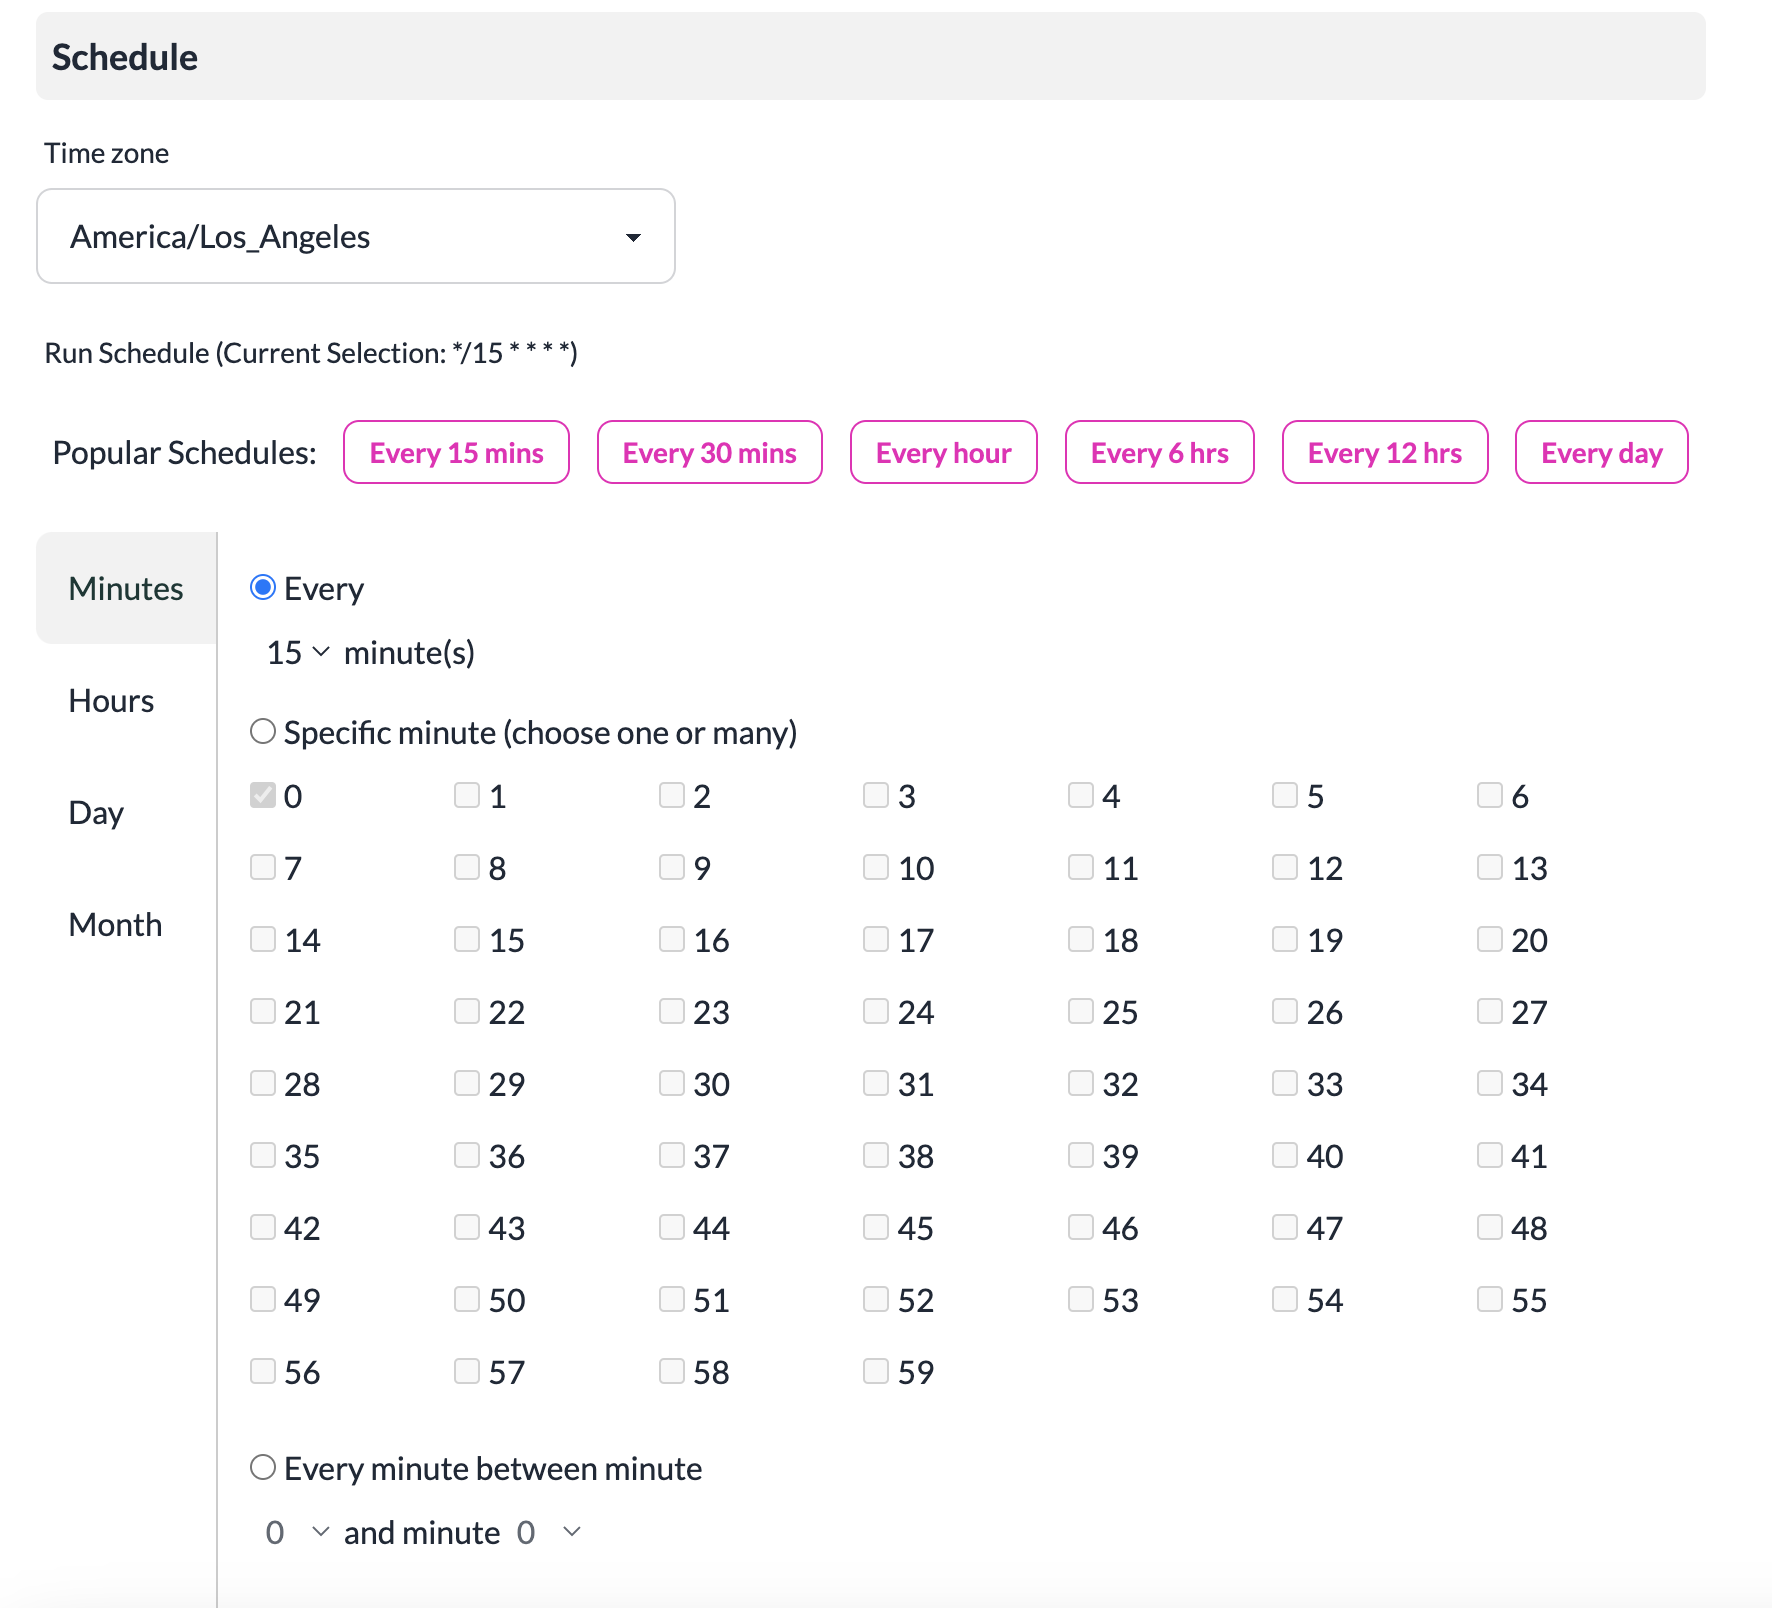 Schedule
Time zone
America/Los_Angeles
Run Schedule (Current Selection: */15 * * * *)
Popular Schedules: Every 15 mins Every 30 mins Every hour Every 6 hrs Every 12 hrs Every day
Minutes
Hours
Day
Month
Every
15 minute(s)
Specific minute (choose one or many)
0 1 2 3 4 5 6
7 8 9 10 11 12 13
14 15 16 17 18 19 20
21 22 23 24 25 26 27
28 29 30 31 32 33 34
35 36 37 38 39 40 41
42 43 44 45 46 47 48
49 50 51 52 53 54 55
56 57 58 59
Every minute between minute
0 and minute 0